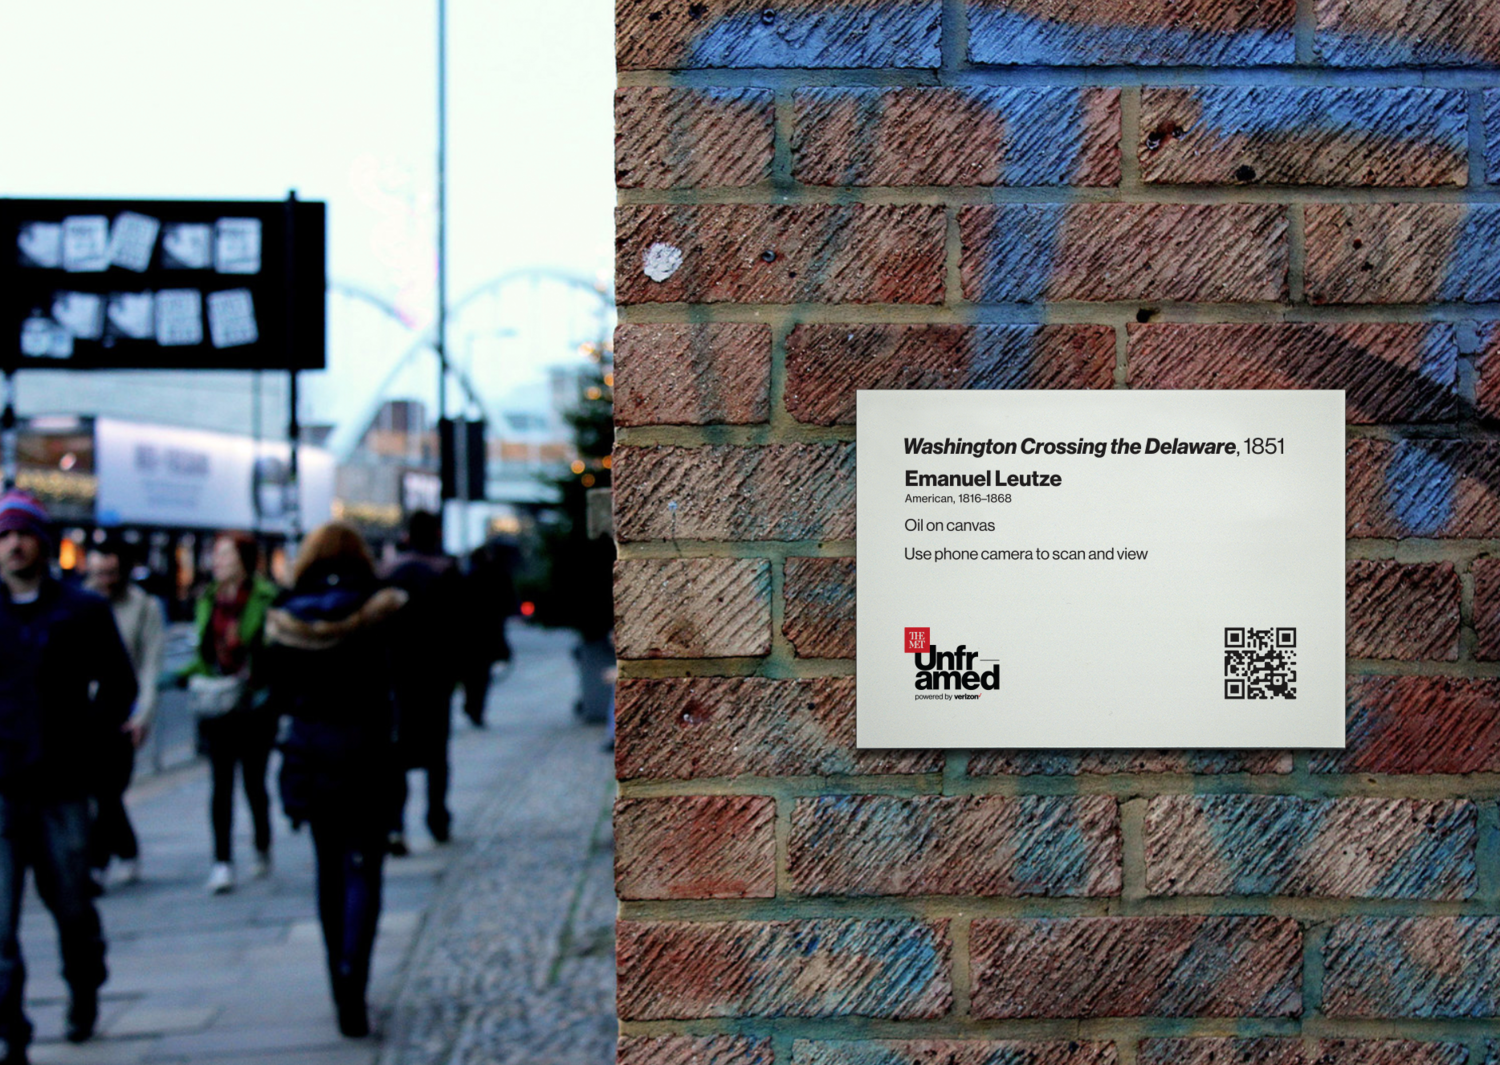 Washington Crossing the Delaware, 1851
Emanuel Leutze
American, 1816–1868
Oil on canvas
Use phone camera to scan and view
THE
MET
Unfr
amed
powered by verizon